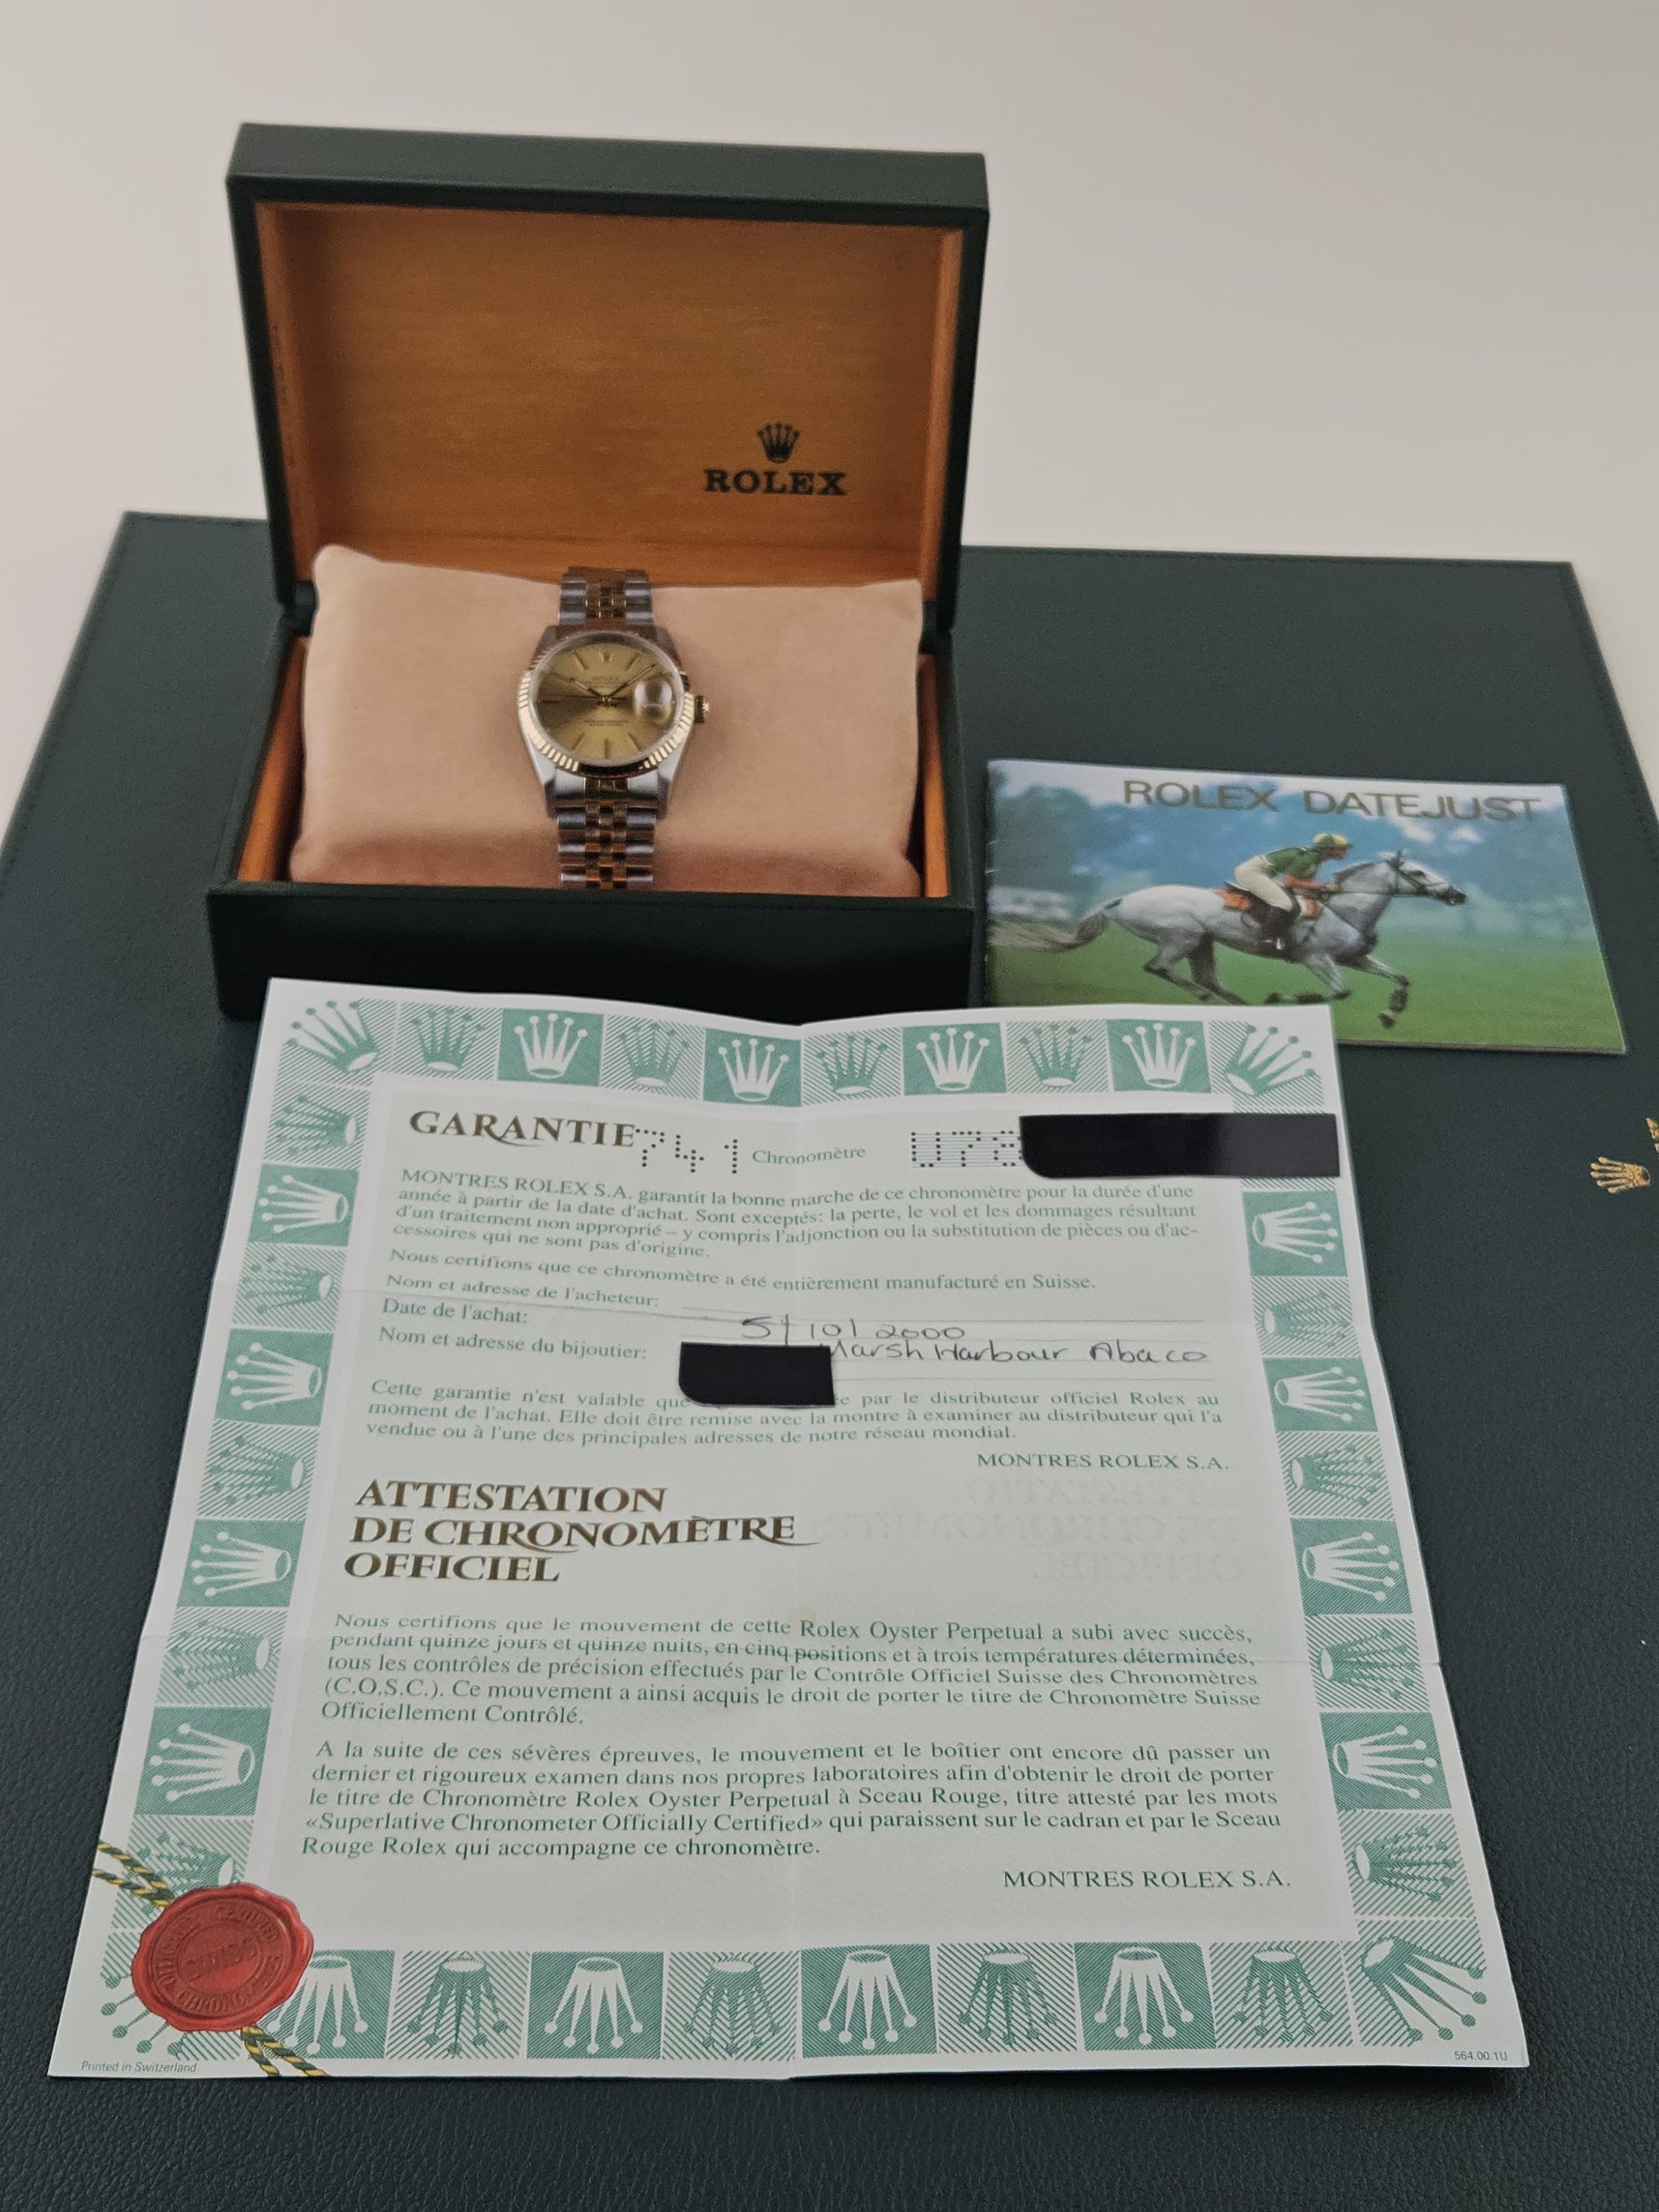 ROLEX
ROLEX
ROLEX DATEJUST
GARANTIE 741 Chronomètre U78
MONTRES ROLEX S.A. garantit la bonne marche de ce chronomètre pour la durée d'une
année à partir de la date d'achat. Sont exceptés: la perte, le vol et les dommages résultant
d'un traitement non approprié – y compris l'adjonction ou la substitution de pièces ou d'ac-
cessoires qui ne sont pas d'origine.
Nous certifions que ce chronomètre a été entièrement manufacturé en Suisse.
Nom et adresse de l'acheteur:
Date de l'achat: 5/10/2000
Nom et adresse du bijoutier: Marsh Harbour Abaco
Cette garantie n'est valable que par le distributeur officiel Rolex au
moment de l'achat. Elle doit être remise avec la montre à examiner au distributeur qui l'a
vendue ou à l'une des principales adresses de notre réseau mondial.
MONTRES ROLEX S.A.
ATTESTATION
DE CHRONOMÈTRE
OFFICIEL
Nous certifions que le mouvement de cette Rolex Oyster Perpetual a subi avec succès,
pendant quinze jours et quinze nuits, en cinq positions et à trois températures déterminées,
tous les contrôles de précision effectués par le Contrôle Officiel Suisse des Chronomètres
(C.O.S.C.). Ce mouvement a ainsi acquis le droit de porter le titre de Chronomètre Suisse
Officiellement Contrôlé.
A la suite de ces sévères épreuves, le mouvement et le boîtier ont encore dû passer un
dernier et rigoureux examen dans nos propres laboratoires afin d'obtenir le droit de porter
le titre de Chronomètre Rolex Oyster Perpetual à Sceau Rouge, titre attesté par les mots
«Superlative Chronometer Officially Certified» qui paraissent sur le cadran et par le Sceau
Rouge Rolex qui accompagne ce chronomètre.
MONTRES ROLEX S.A.
SWISS
Printed in Switzerland
564.00.1U